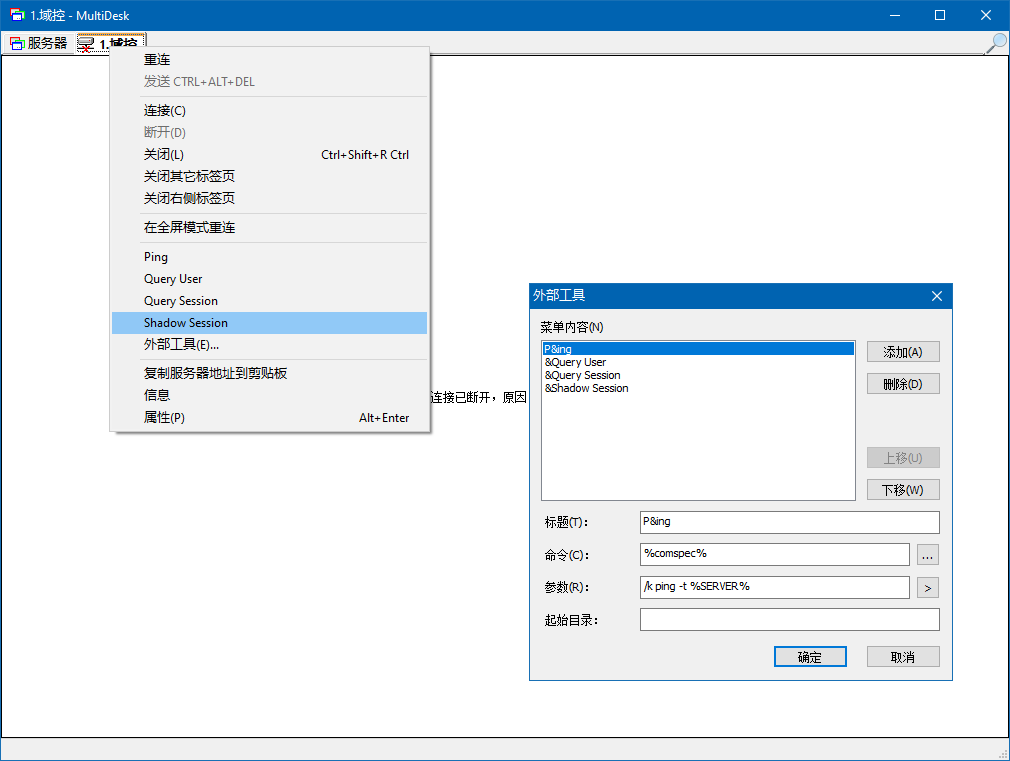 1.域控 - MultiDesk
服务器
1.域控
重连
发送 CTRL+ALT+DEL
连接(C)
断开(D)
关闭(L) Ctrl+Shift+R Ctrl
关闭其它标签页
关闭右侧标签页
在全屏模式重连
Ping
Query User
Query Session
Shadow Session
外部工具(E)...
复制服务器地址到剪贴板
信息
属性(P) Alt+Enter
连接已断开，原因
外部工具
菜单内容(N)
P&ing
&Query User
&Query Session
&Shadow Session
添加(A)
删除(D)
上移(U)
下移(W)
标题(T): P&ing
命令(C): %comspec% ...
参数(R): /k ping -t %SERVER% >
起始目录:
确定 取消